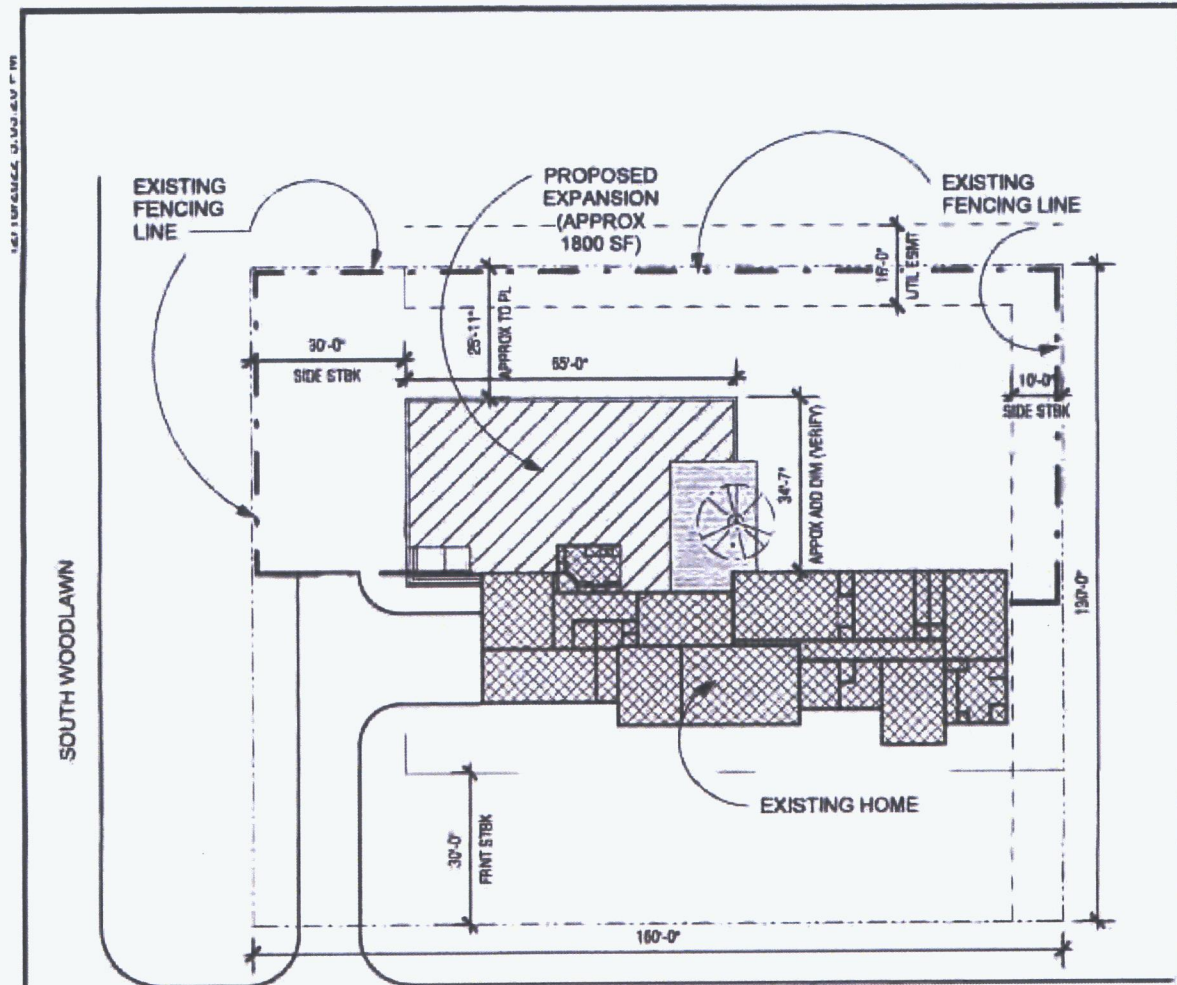 EXISTING
FENCING
LINE
PROPOSED
EXPANSION
(APPROX
1800 SF)
EXISTING
FENCING LINE
16'-0"
UTIL ESMT
25'-11"
APPROX TO PL
30'-0"
SIDE STBK
65'-0"
10'-0"
SIDE STBK
34'-7"
APPOX ADD DIM (VERIFY)
130'-0"
SOUTH WOODLAWN
EXISTING HOME
30'-0"
FRNT STBK
160'-0"